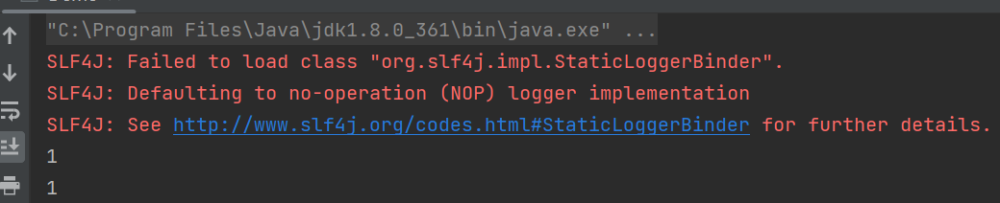 "C:\Program Files\Java\jdk1.8.0_361\bin\java.exe" ...
SLF4J: Failed to load class "org.slf4j.impl.StaticLoggerBinder".
SLF4J: Defaulting to no-operation (NOP) logger implementation
SLF4J: See http://www.slf4j.org/codes.html#StaticLoggerBinder for further details.
1
1